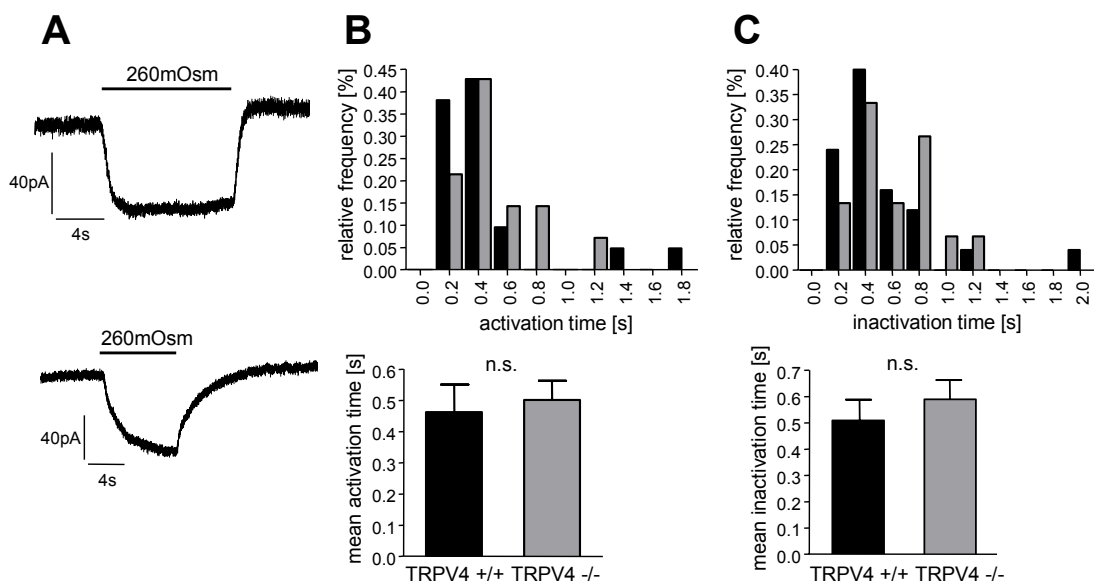 A
260mOsm
40pA
4s
260mOsm
40pA
4s
B
relative frequency [%]
0.45
0.40
0.35
0.30
0.25
0.20
0.15
0.10
0.05
0.00
0.0 0.2 0.4 0.6 0.8 1.0 1.2 1.4 1.6 1.8
activation time [s]
mean activation time [s]
n.s.
0.6
0.5
0.4
0.3
0.2
0.1
0.0
TRPV4 +/+ TRPV4 -/-
C
relative frequency [%]
0.40
0.35
0.30
0.25
0.20
0.15
0.10
0.05
0.00
0.0 0.2 0.4 0.6 0.8 1.0 1.2 1.4 1.6 1.8 2.0
inactivation time [s]
mean inactivation time [s]
n.s.
0.7
0.6
0.5
0.4
0.3
0.2
0.1
0.0
TRPV4 +/+ TRPV4 -/-